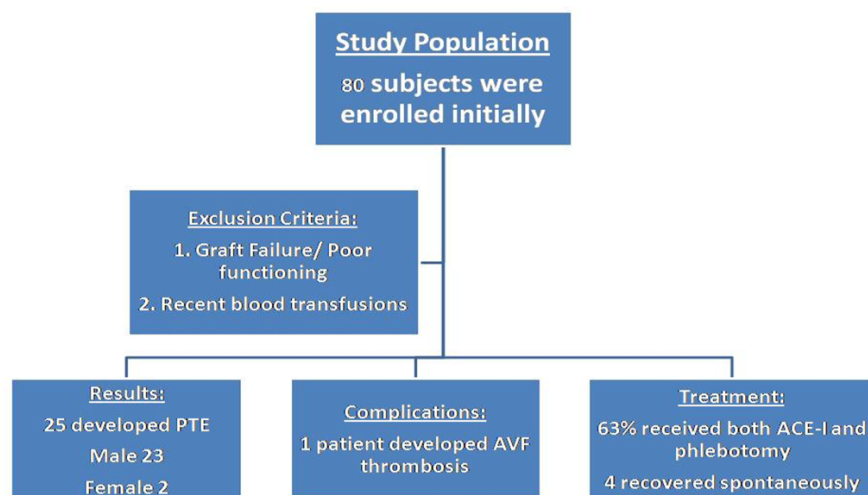 Study Population
80 subjects were
enrolled initially
Exclusion Criteria:
1. Graft Failure/ Poor
functioning
2. Recent blood transfusions
Results:
25 developed PTE
Male 23
Female 2
Complications:
1 patient developed AVF
thrombosis
Treatment:
63% received both ACE-I and
phlebotomy
4 recovered spontaneously